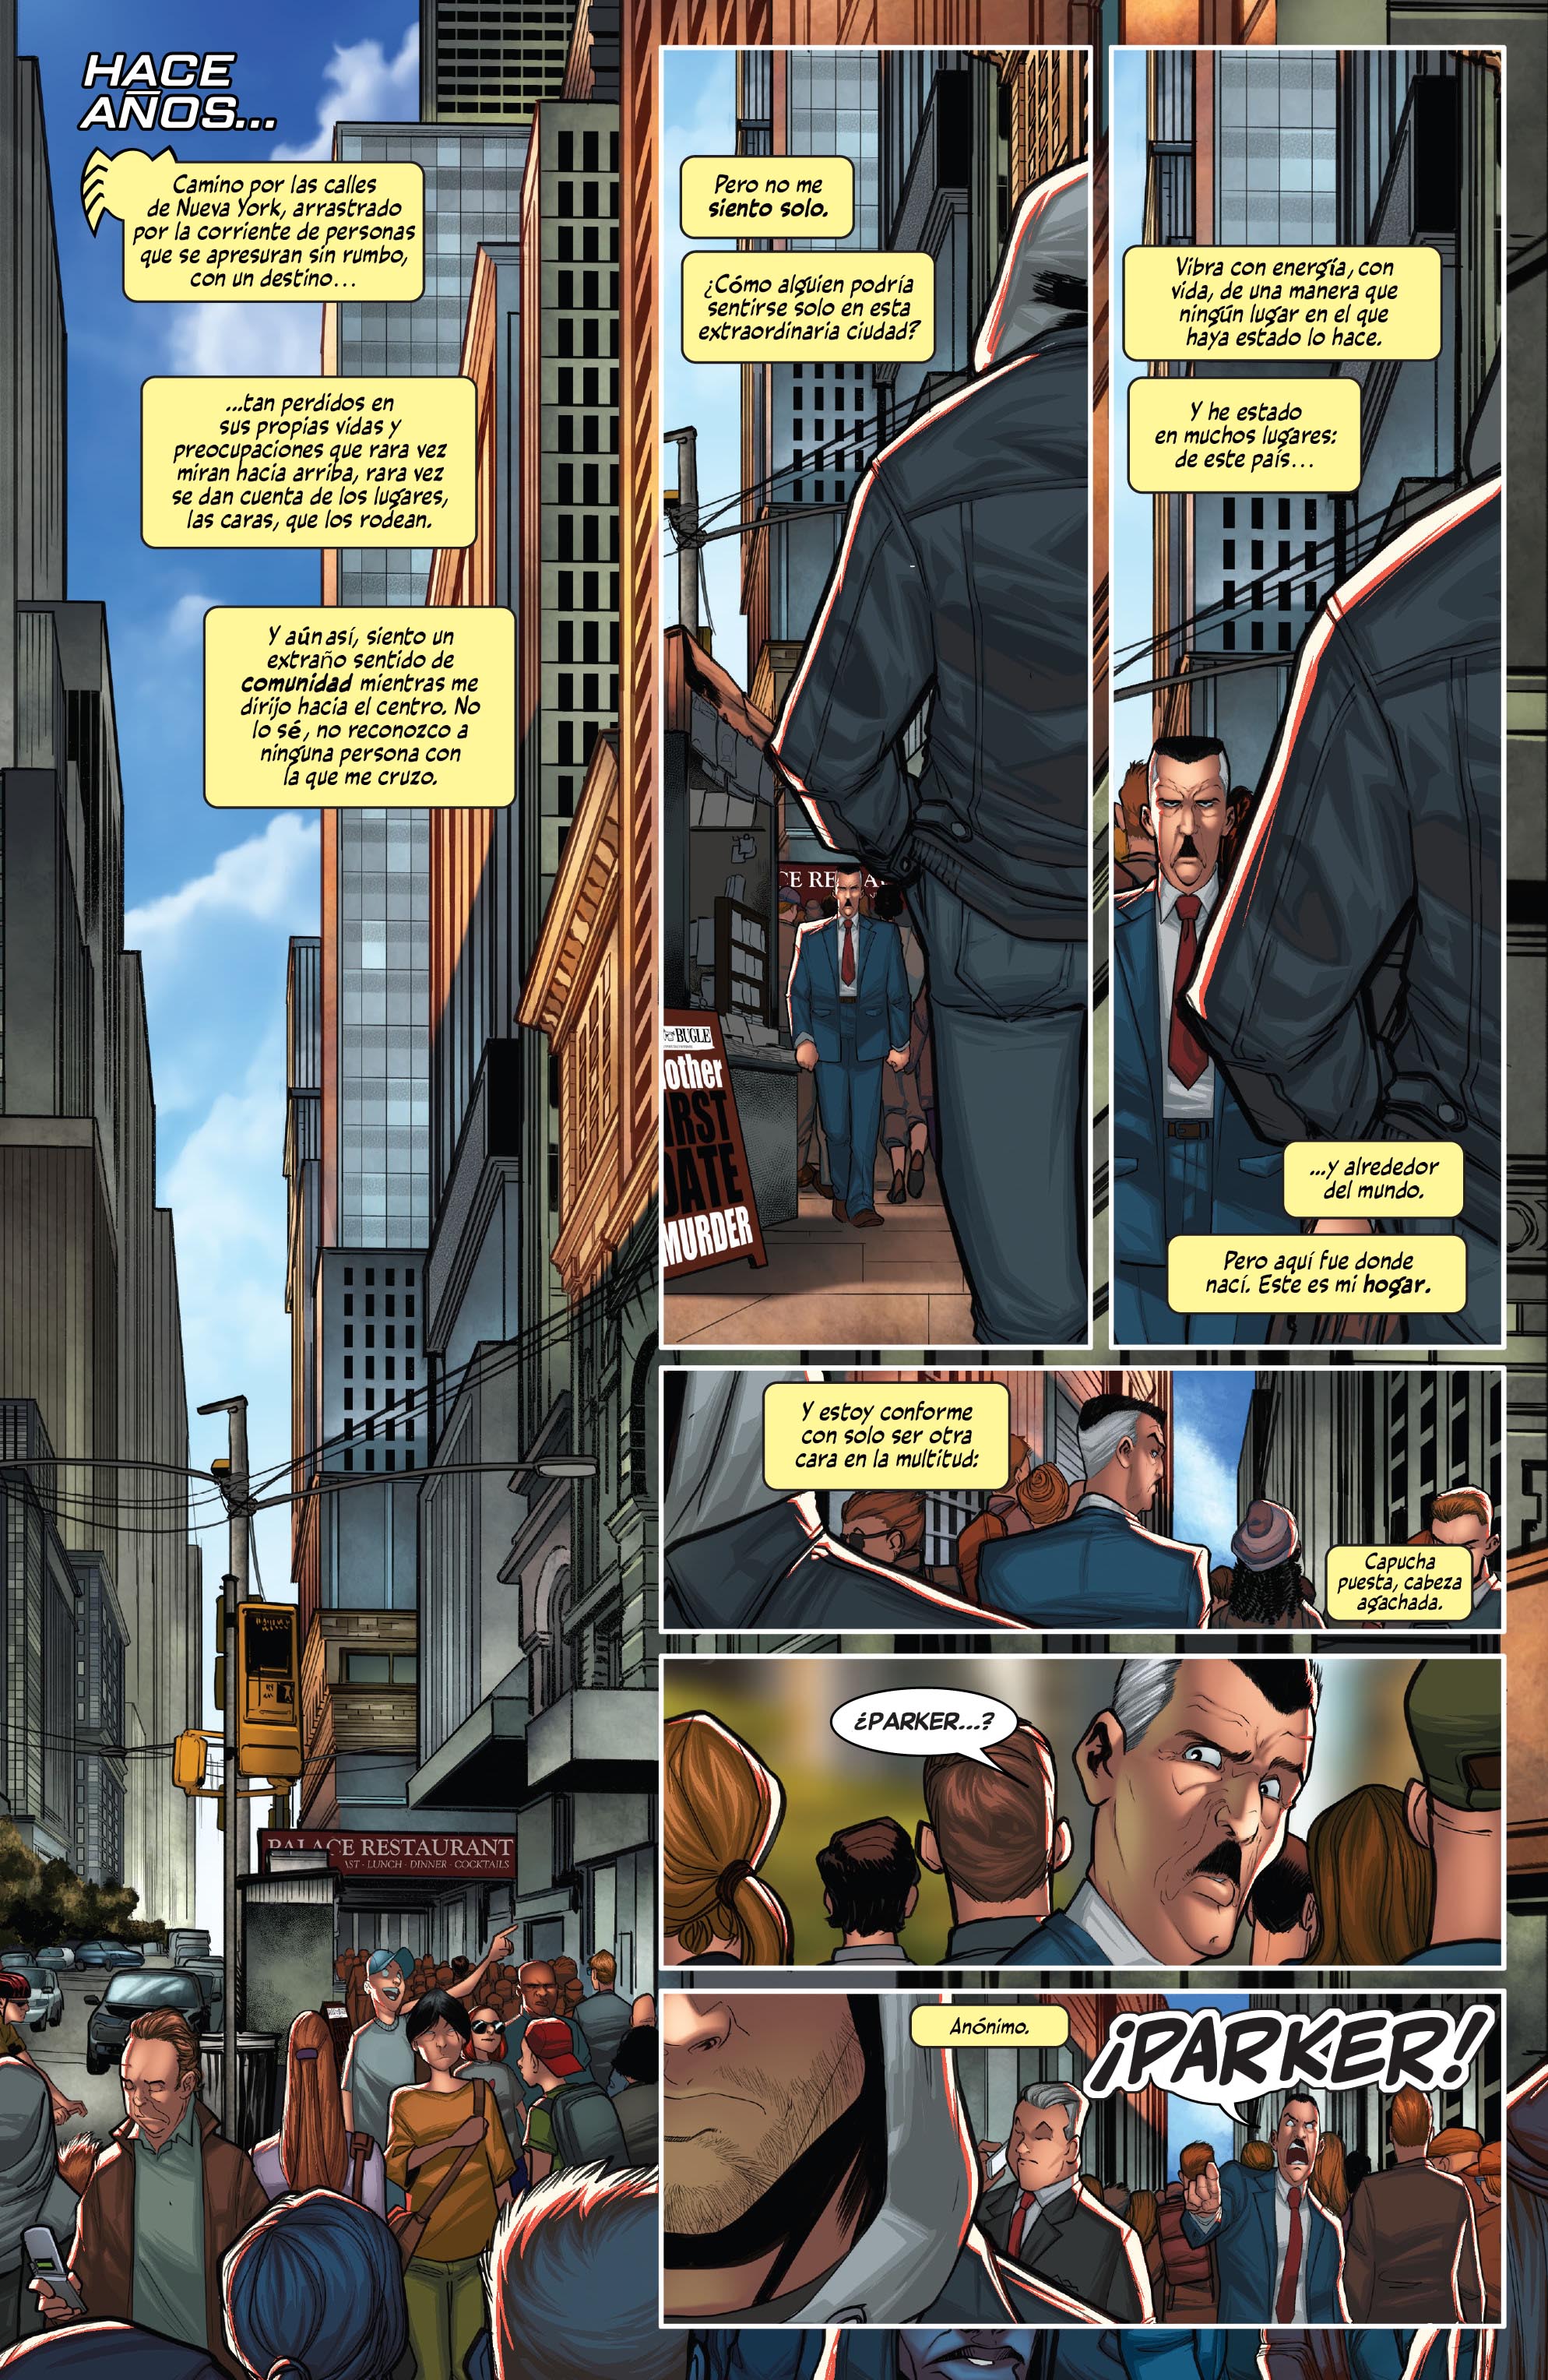 HACE
AÑOS...
Camino por las calles
de Nueva York, arrastrado
por la corriente de personas
que se apresuran sin rumbo,
con un destino...
...tan perdidos en
sus propias vidas y
preocupaciones que rara vez
miran hacia arriba, rara vez
se dan cuenta de los lugares,
las caras, que los rodean.
Y aún así, siento un
extraño sentido de
comunidad mientras me
dirijo hacia el centro. No
lo sé, no reconozco a
ninguna persona con
la que me cruzo.
PALACE RESTAURANT
AST · LUNCH · DINNER · COCKTAILS
Pero no me
siento solo.
¿Cómo alguien podría
sentirse solo en esta
extraordinaria ciudad?
CE RE A
BUGLE
other
IRST
DATE
MURDER
Vibra con energía, con
vida, de una manera que
ningún lugar en el que
haya estado lo hace.
Y he estado
en muchos lugares:
de este país...
...y alrededor
del mundo.
Pero aquí fue donde
nací. Este es mi hogar.
Y estoy conforme
con solo ser otra
cara en la multitud:
Capucha
puesta, cabeza
agachada.
¿PARKER...?
Anónimo.
¡PARKER!